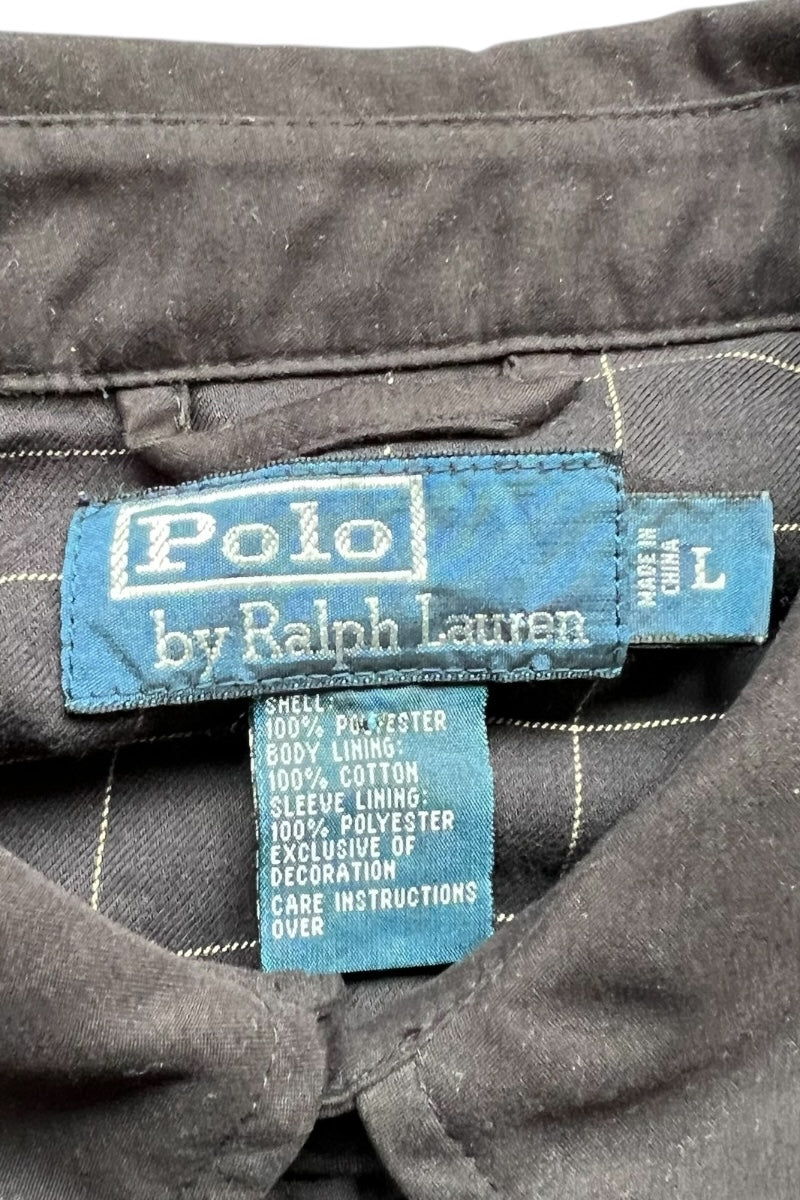 Polo
by Ralph Lauren
MADE IN
CHINA
L
SHELL:
100% POLYESTER
BODY LINING:
100% COTTON
SLEEVE LINING:
100% POLYESTER
EXCLUSIVE OF
DECORATION
CARE INSTRUCTIONS
OVER